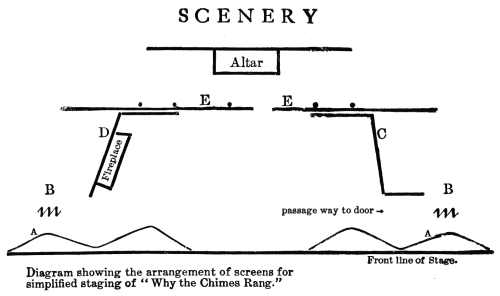 SCENERY
Altar
E E
D C
Fireplace
B B
passage way to door →
A A
Front line of Stage.
Diagram showing the arrangement of screens for
simplified staging of "Why the Chimes Rang."